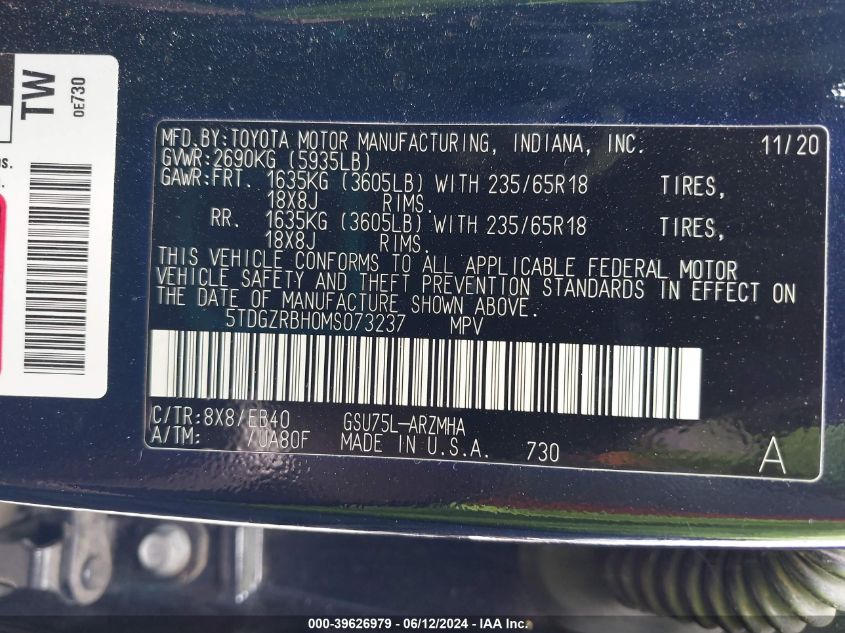 TW
0E730
MFD.BY:TOYOTA MOTOR MANUFACTURING, INDIANA, INC. 11/20
GVWR:2690KG (5935LB)
GAWR:FRT. 1635KG (3605LB) WITH 235/65R18 TIRES,
18X8J RIMS.
RR. 1635KG (3605LB) WITH 235/65R18 TIRES,
18X8J RIMS.
THIS VEHICLE CONFORMS TO ALL APPLICABLE FEDERAL MOTOR
VEHICLE SAFETY AND THEFT PREVENTION STANDARDS IN EFFECT ON
THE DATE OF MANUFACTURE SHOWN ABOVE.
5TDGZRBH0MS073237 MPV
C/TR:8X8/EB40 GSU75L-ARZMHA
A/TM: /UA80F MADE IN U.S.A. 730 A
000-39626979 - 06/12/2024 - IAA Inc.